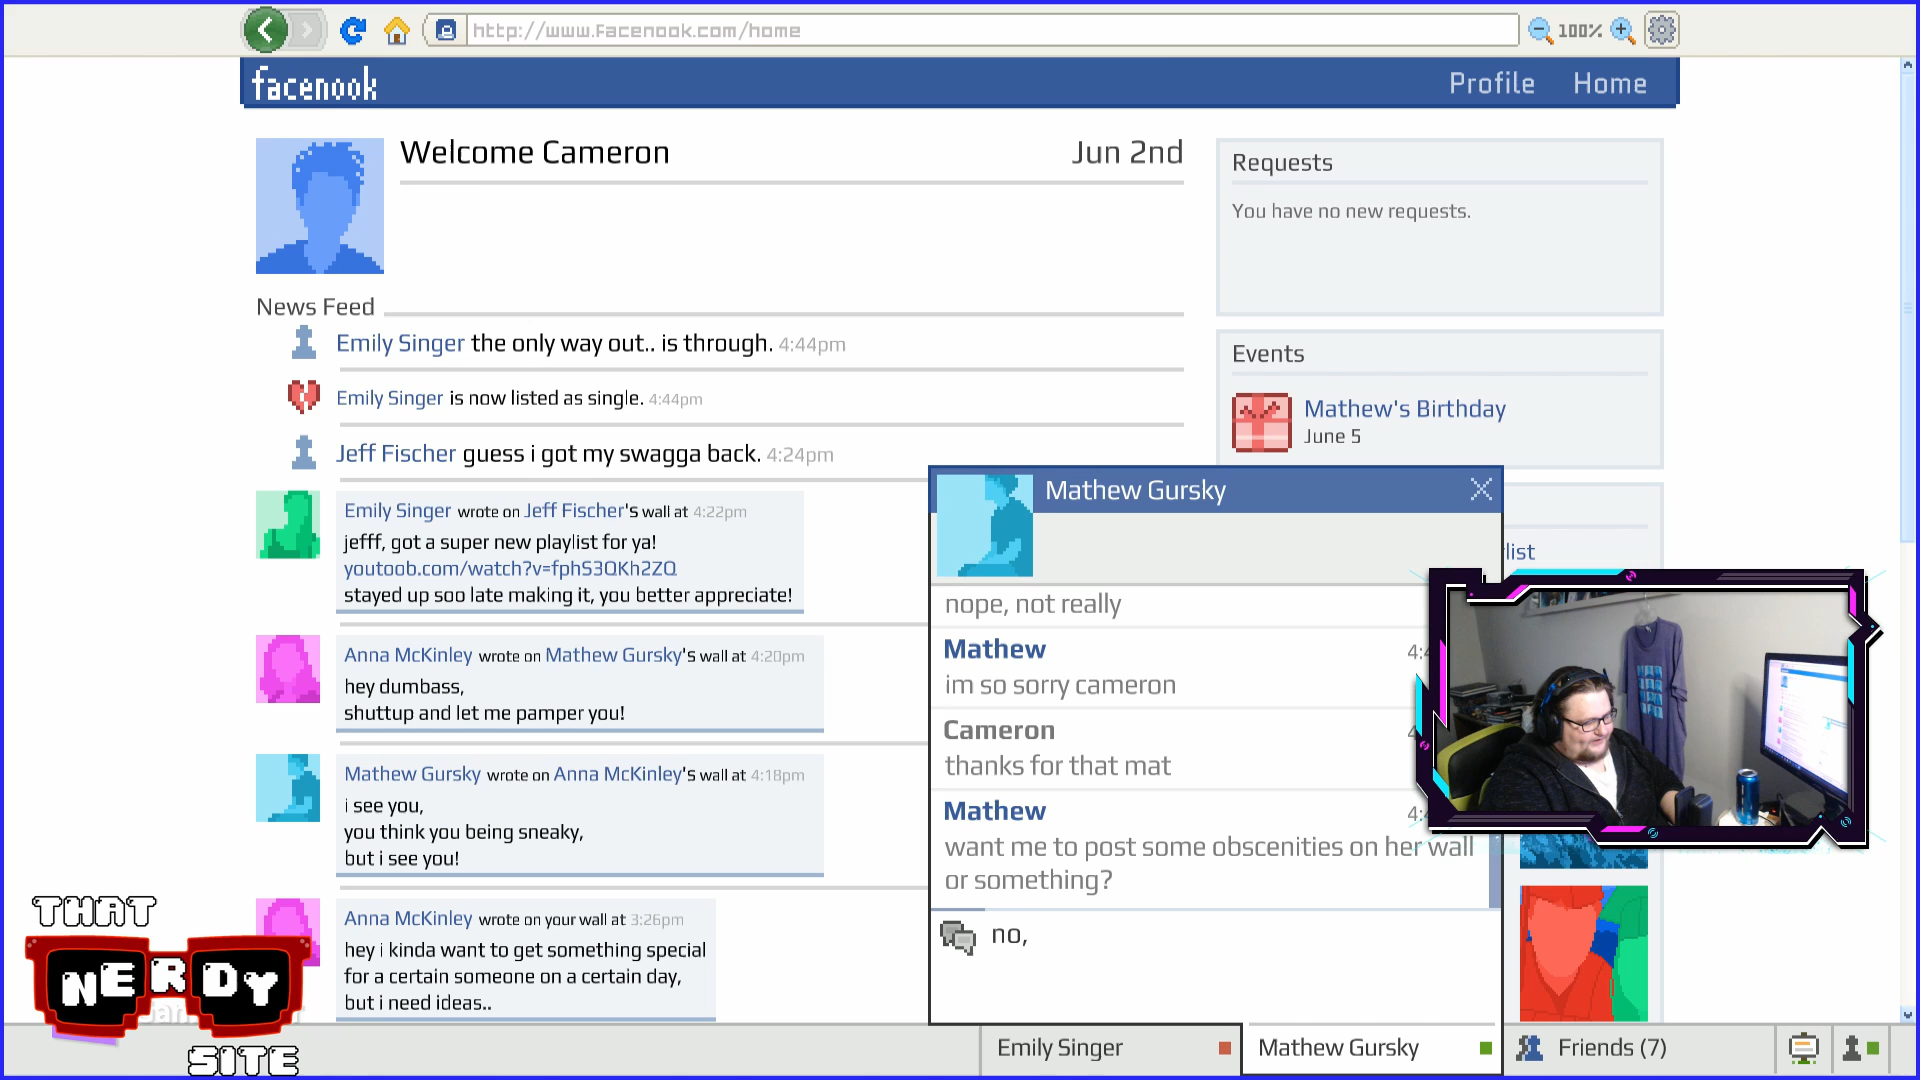 http://www.facenook.com/home
100%
facenook
Profile
Home
Welcome Cameron
Jun 2nd
News Feed
Emily Singer the only way out.. is through. 4:44pm
Emily Singer is now listed as single. 4:44pm
Jeff Fischer guess i got my swagga back. 4:24pm
Emily Singer wrote on Jeff Fischer's wall at 4:22pm
jefff, got a super new playlist for ya!
youtoob.com/watch?v=fphS3QKh2ZQ
stayed up soo late making it, you better appreciate!
Anna McKinley wrote on Mathew Gursky's wall at 4:20pm
hey dumbass,
shuttup and let me pamper you!
Mathew Gursky wrote on Anna McKinley's wall at 4:18pm
i see you,
you think you being sneaky,
but i see you!
Anna McKinley wrote on your wall at 3:26pm
hey i kinda want to get something special
for a certain someone on a certain day,
but i need ideas..
Requests
You have no new requests.
Events
Mathew's Birthday
June 5
Mathew Gursky
nope, not really
Mathew
im so sorry cameron
Cameron
thanks for that mat
Mathew
want me to post some obscenities on her wall
or something?
no,
Emily Singer
Mathew Gursky
Friends (7)
THAT
NERDY
SITE